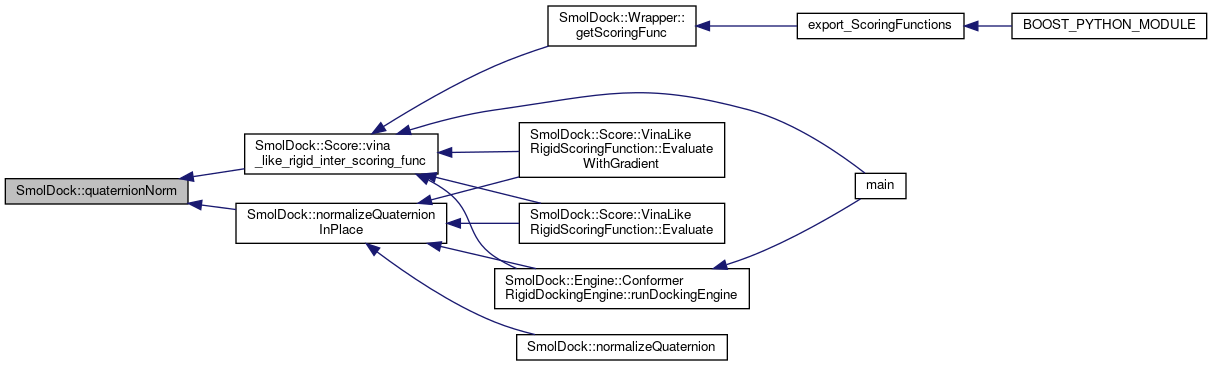 SmolDock::Wrapper::
getScoringFunc
export_ScoringFunctions
BOOST_PYTHON_MODULE
SmolDock::Score::vina
_like_rigid_inter_scoring_func
SmolDock::Score::VinaLike
RigidScoringFunction::Evaluate
WithGradient
main
SmolDock::quaternionNorm
SmolDock::normalizeQuaternion
InPlace
SmolDock::Score::VinaLike
RigidScoringFunction::Evaluate
SmolDock::Engine::Conformer
RigidDockingEngine::runDockingEngine
SmolDock::normalizeQuaternion